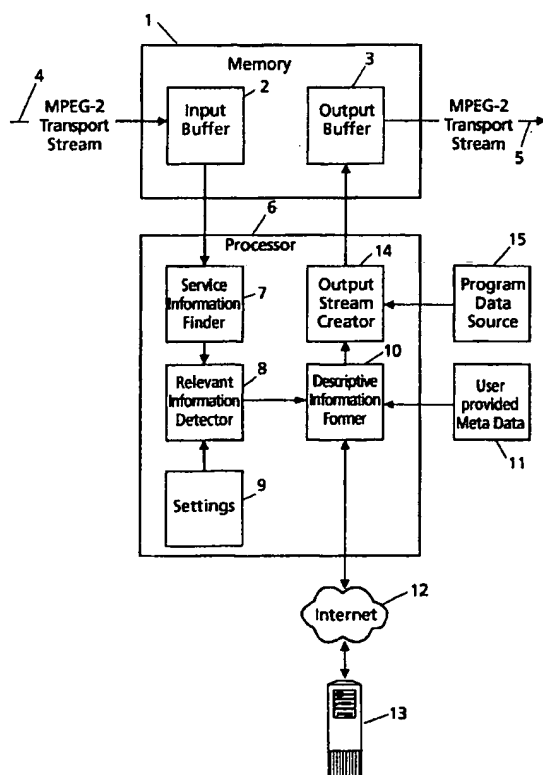 1
Memory
2
3
4
MPEG-2
Transport
Stream
Input
Buffer
Output
Buffer
MPEG-2
Transport
Stream
5
6
Processor
14
15
Service
Information
Finder
7
Output
Stream
Creator
Program
Data
Source
10
8
Relevant
Information
Detector
Descriptive
Information
Former
User
provided
Meta Data
11
9
Settings
12
Internet
13